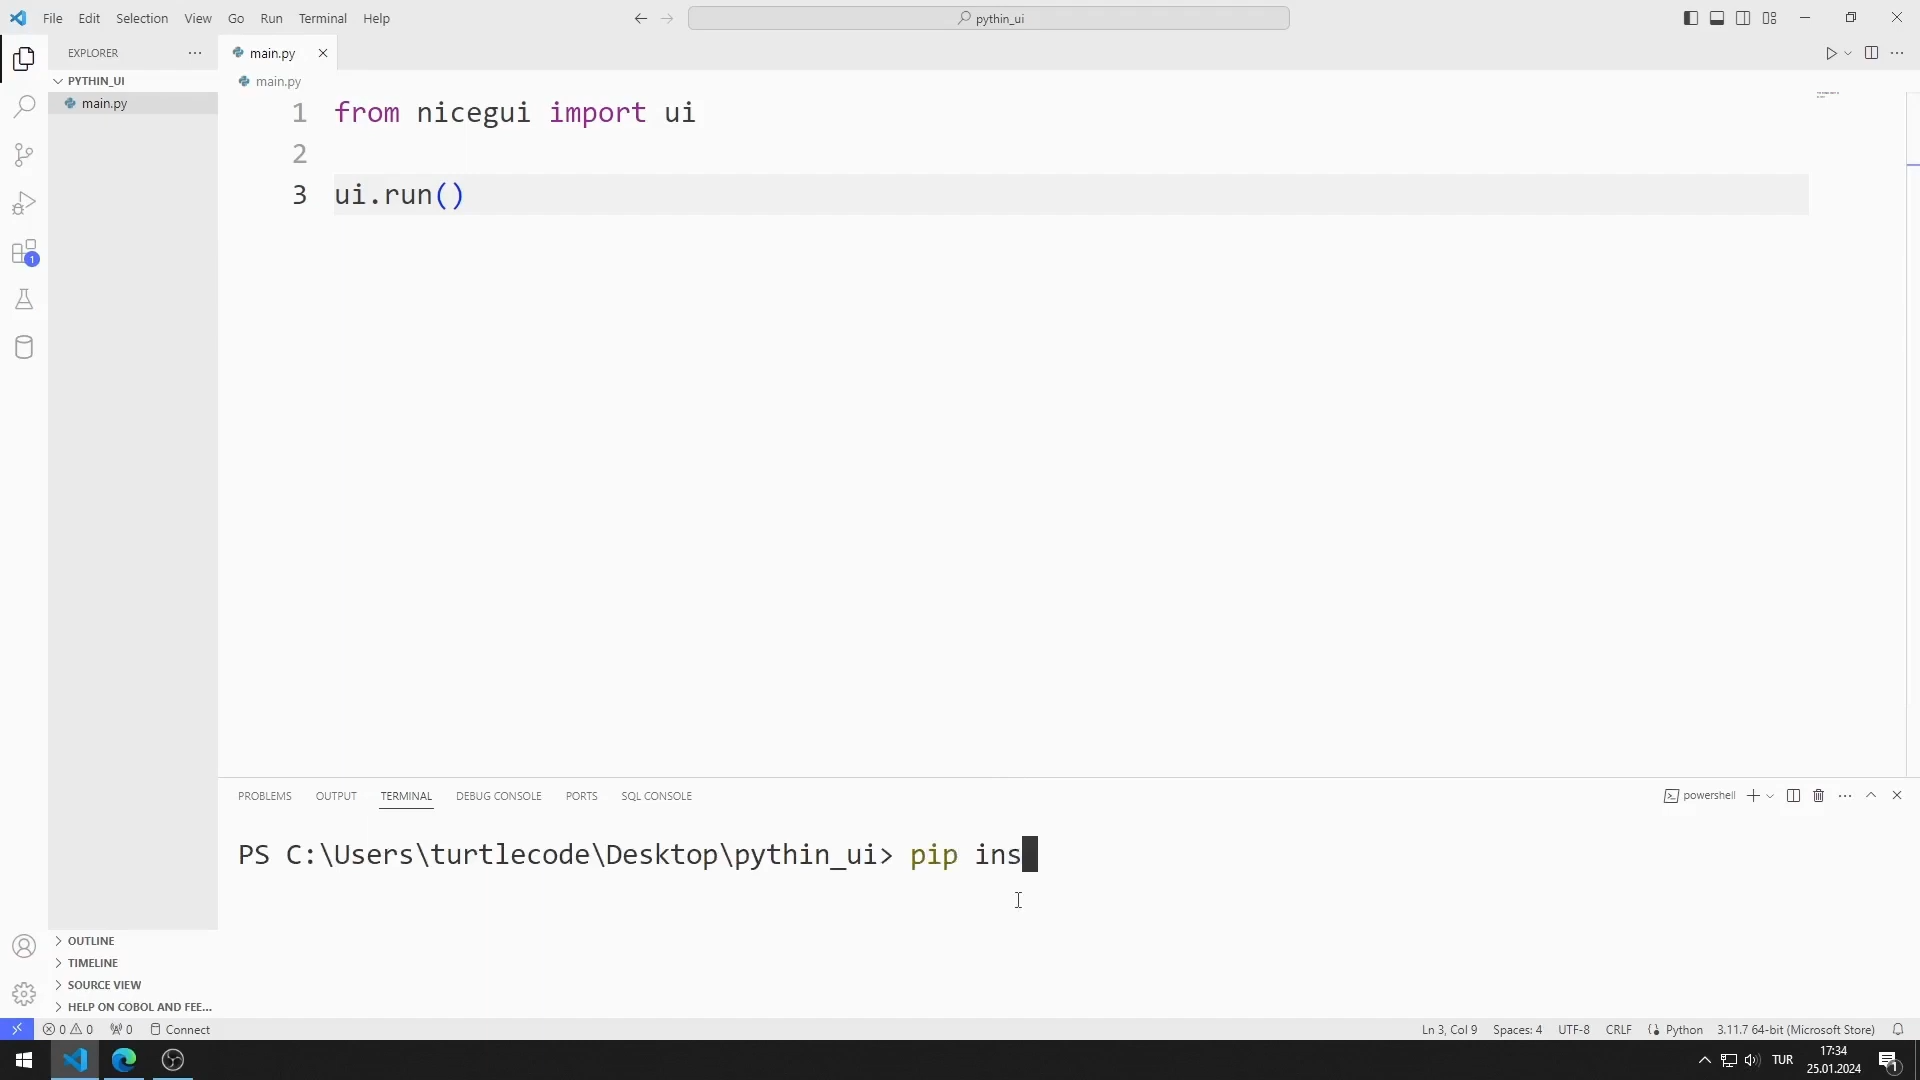 File Edit Selection View Go Run Terminal Help
pythin_ui
EXPLORER
main.py
PYTHIN_UI
main.py
main.py
1 from nicegui import ui
2
3 ui.run()
1
PROBLEMS OUTPUT TERMINAL DEBUG CONSOLE PORTS SQL CONSOLE
powershell
PS C:\Users\turtlecode\Desktop\pythin_ui> pip ins
OUTLINE
TIMELINE
SOURCE VIEW
HELP ON COBOL AND FEE...
0 0 0 Connect
Ln 3, Col 9 Spaces: 4 UTF-8 CRLF Python 3.11.7 64-bit (Microsoft Store)
TUR
17:34
25.01.2024
1